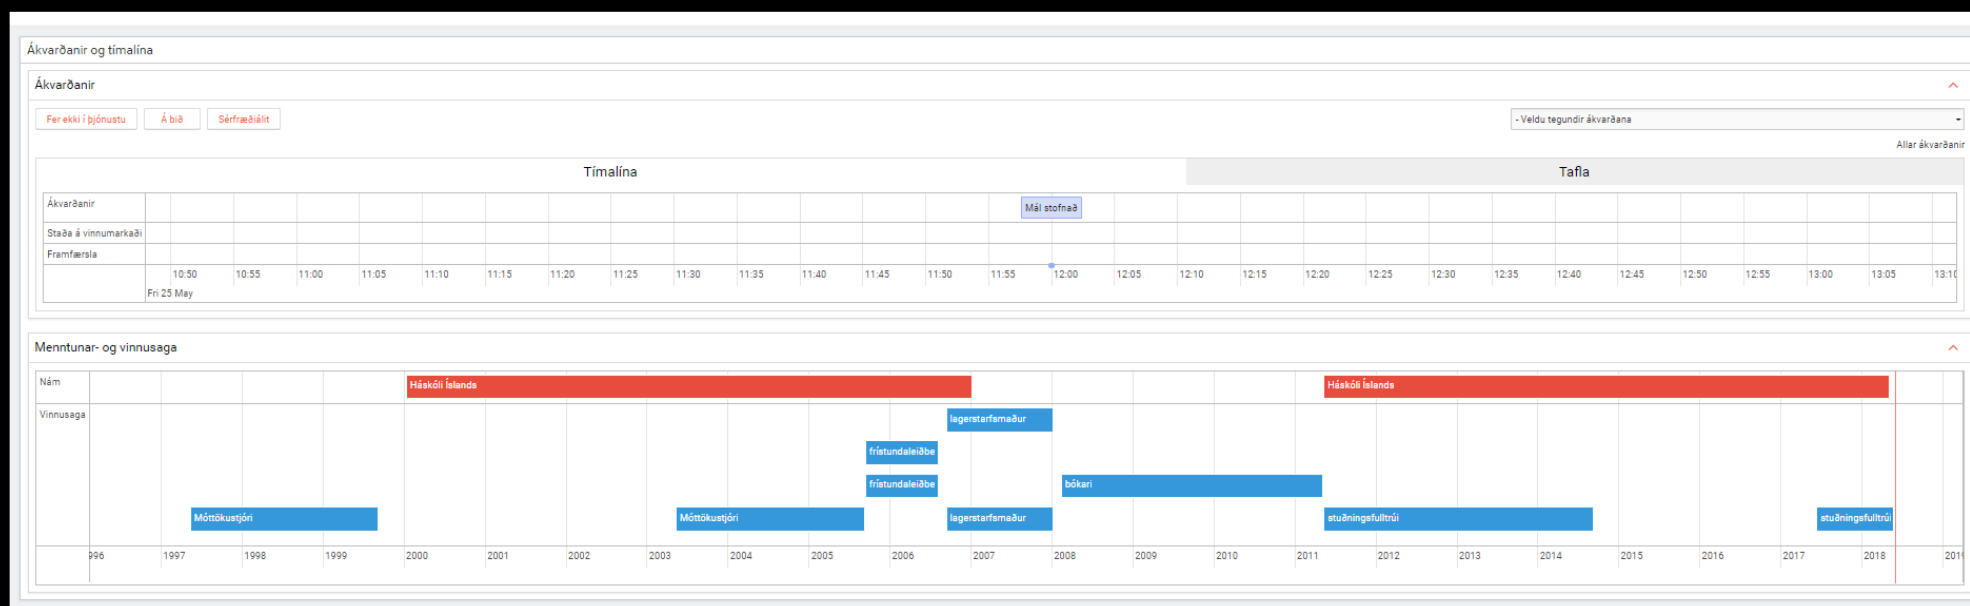 Ákvarðanir og tímalína
Ákvarðanir
Fer ekki í þjónustu Á bið Sérfræðiálit - Veldu tegundir ákvarðana
Allar ákvarðanir
Tímalína Tafla
Ákvarðanir Mál stofnað
Staða á vinnumarkaði
Framfærsla
10:50 10:55 11:00 11:05 11:10 11:15 11:20 11:25 11:30 11:35 11:40 11:45 11:50 11:55 12:00 12:05 12:10 12:15 12:20 12:25 12:30 12:35 12:40 12:45 12:50 12:55 13:00 13:05 13:10
Fri 25 May
Menntunar- og vinnusaga
Nám Háskóli Íslands Háskóli Íslands
Vinnusaga lagerstarfsmaður
frístundaleiðbe
frístundaleiðbe bókari
Móttökustjóri Móttökustjóri lagerstarfsmaður stuðningsfulltrúi stuðningsfulltrúi
996 1997 1998 1999 2000 2001 2002 2003 2004 2005 2006 2007 2008 2009 2010 2011 2012 2013 2014 2015 2016 2017 2018 2019